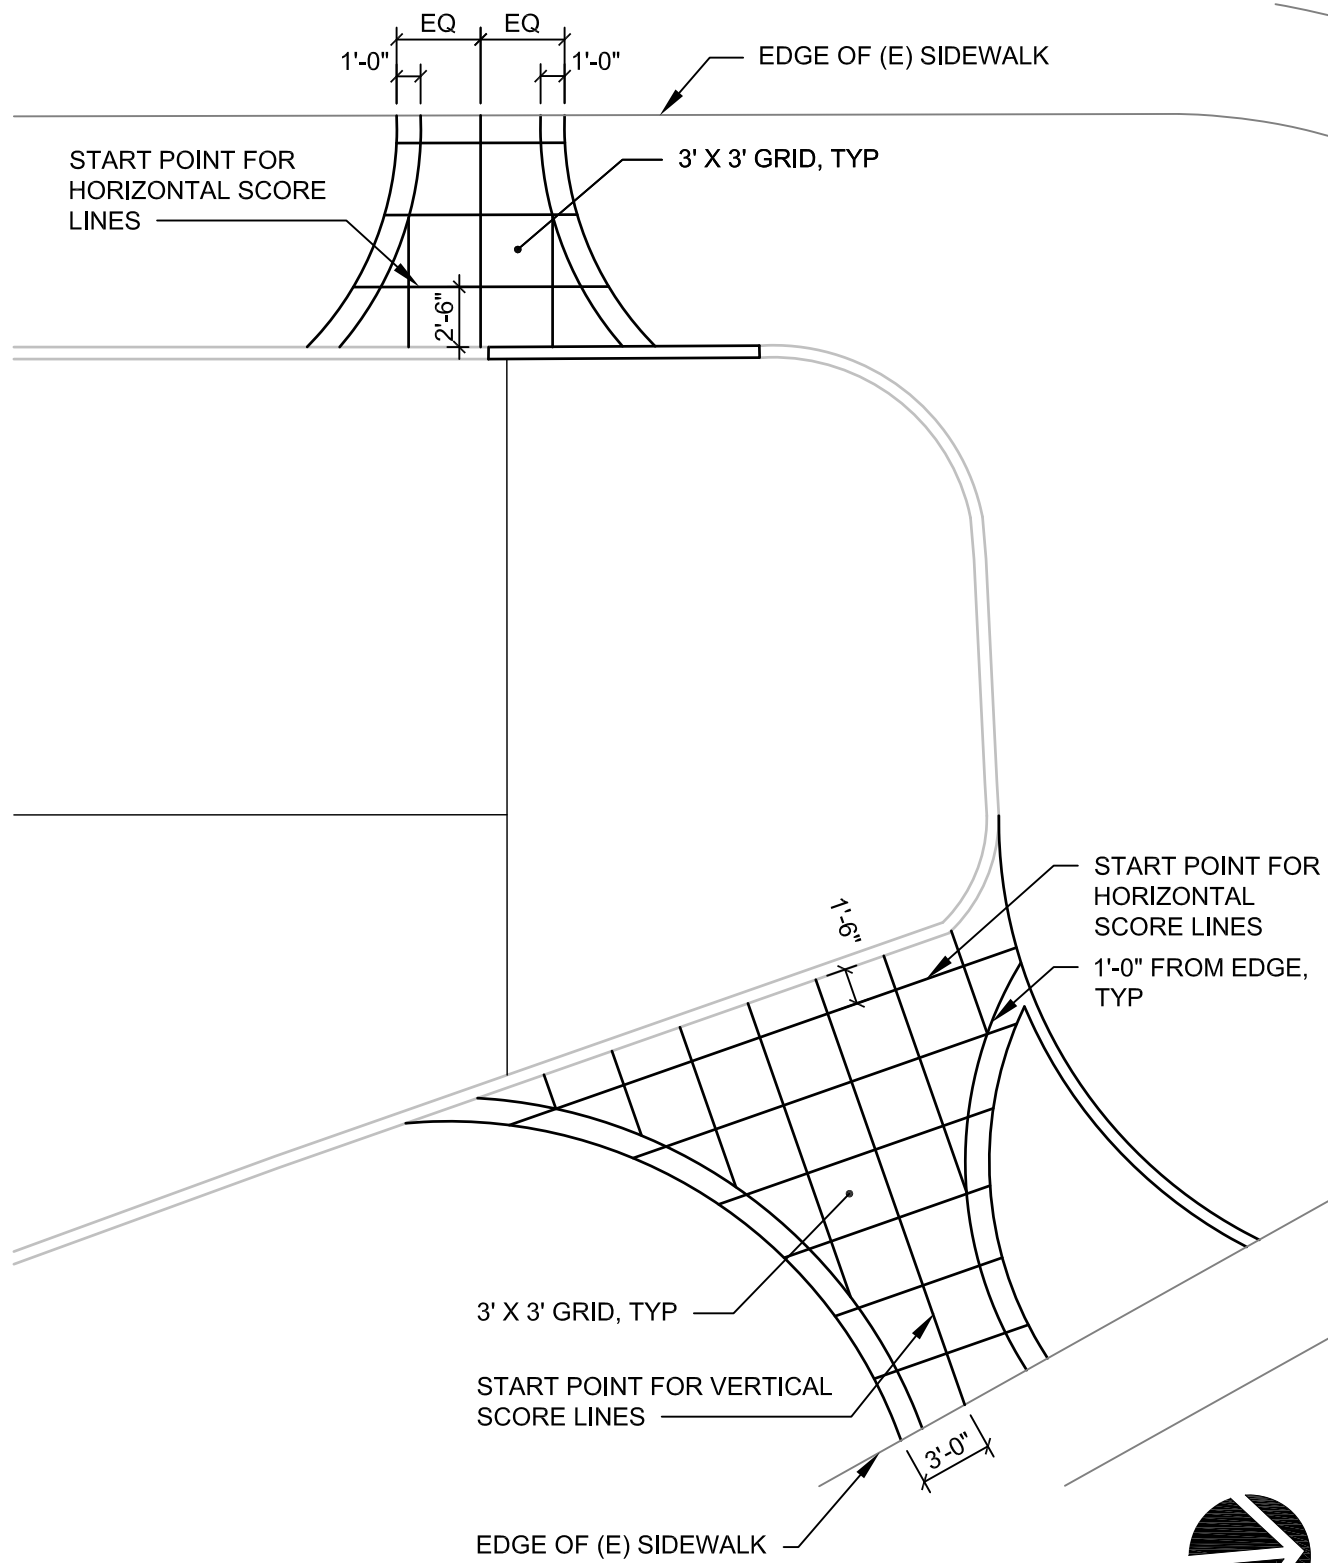 EQ EQ
1'-0" 1'-0"
EDGE OF (E) SIDEWALK
START POINT FOR
HORIZONTAL SCORE
LINES
3' X 3' GRID, TYP
2'-6"
START POINT FOR
HORIZONTAL
SCORE LINES
1'-6"
1'-0" FROM EDGE,
TYP
3' X 3' GRID, TYP
START POINT FOR VERTICAL
SCORE LINES
3'-0"
EDGE OF (E) SIDEWALK